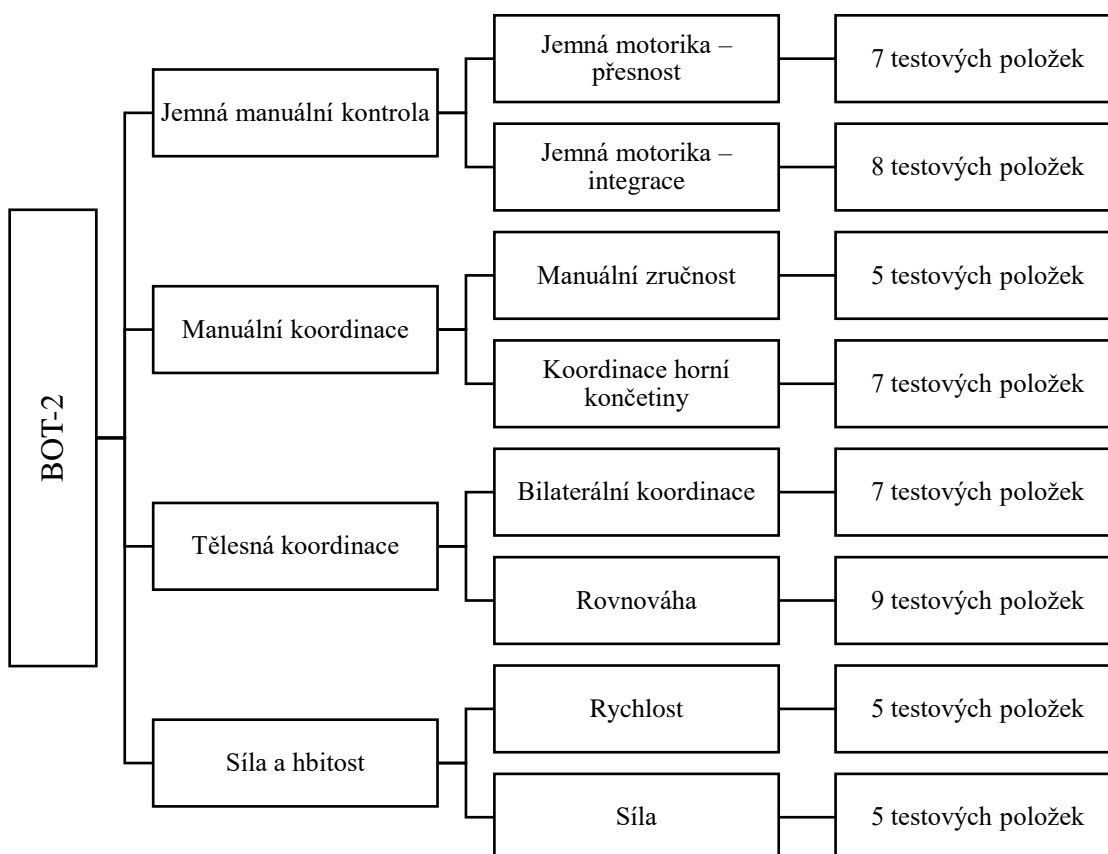 BOT-2
Jemná manuální kontrola
Jemná motorika –
přesnost
7 testových položek
Jemná motorika –
integrace
8 testových položek
Manuální koordinace
Manuální zručnost
5 testových položek
Koordinace horní
končetiny
7 testových položek
Tělesná koordinace
Bilaterální koordinace
7 testových položek
Rovnováha
9 testových položek
Síla a hbitost
Rychlost
5 testových položek
Síla
5 testových položek